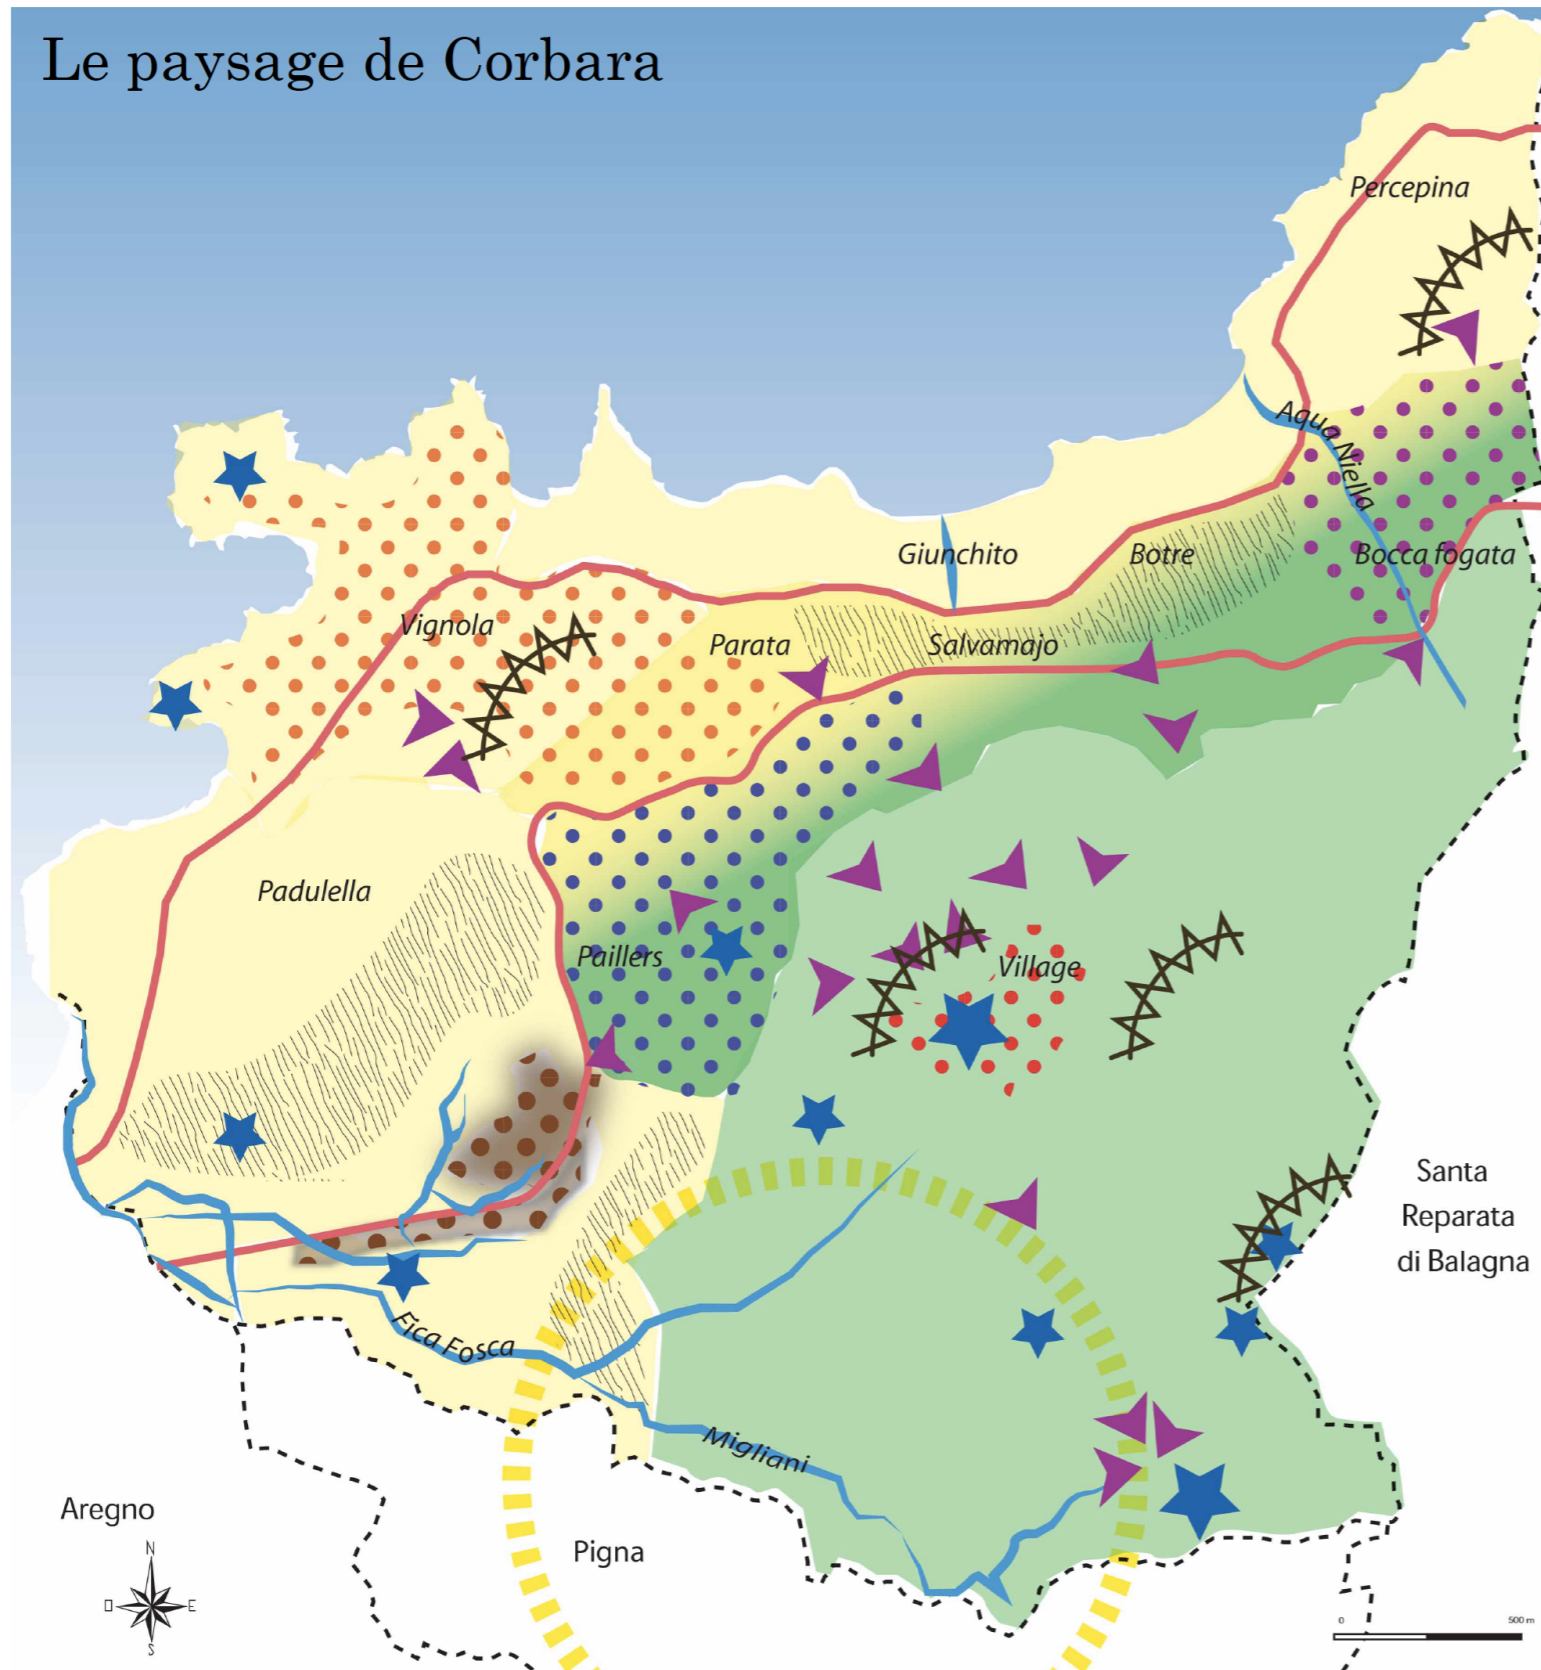 Le paysage de Corbara
Percepina
Aqua Niella
Giunchito
Botre
Bocca fogata
Vignola
Parata
Salvamajo
Padulella
Paillers
Village
Santa
Reparata
di Balagna
Fica Fosca
Migliani
Aregno
Pigna
N
O
E
S
0
500 m